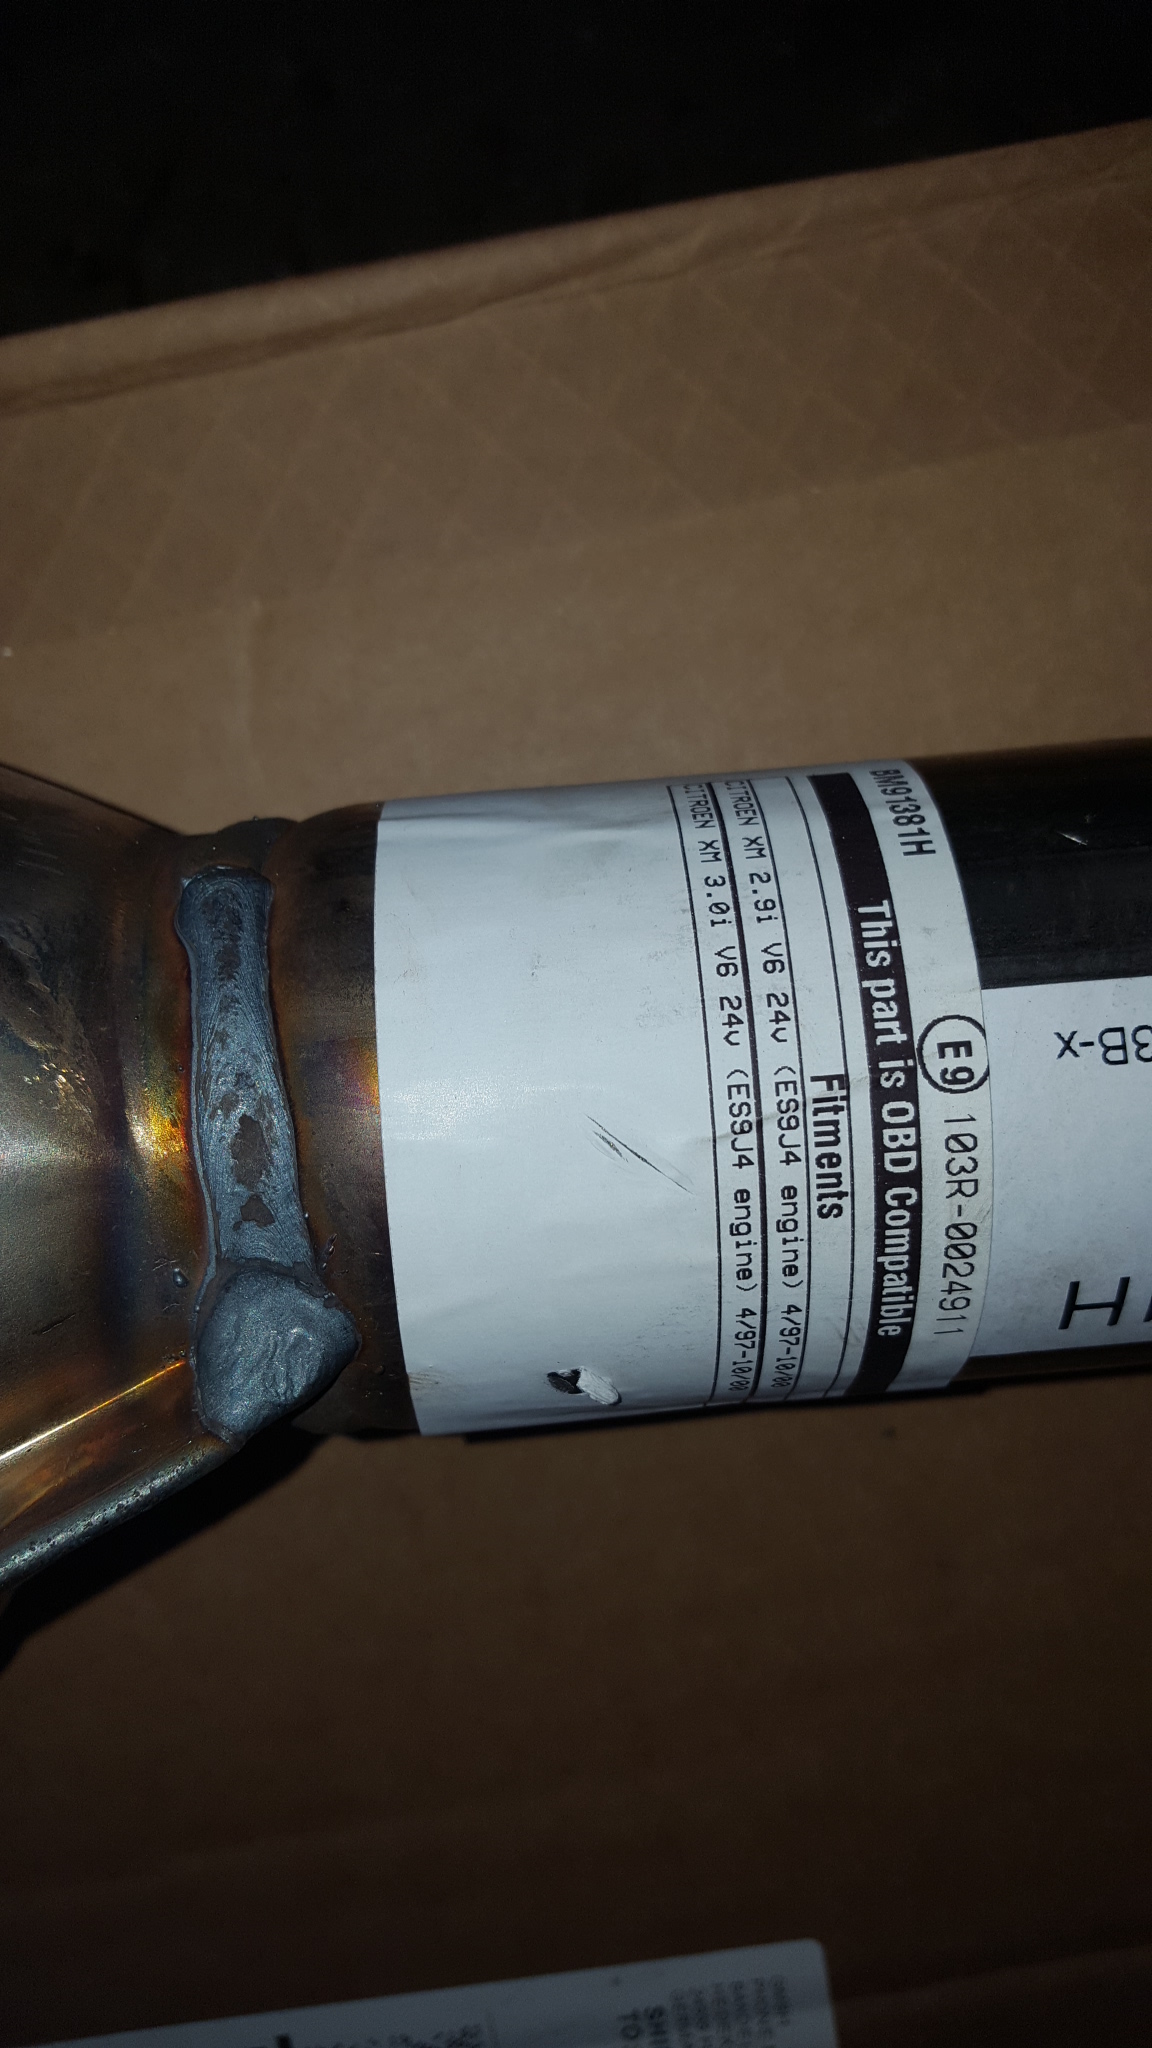 BM91381H
E9 103R-0024911
This part is OBD Compatible
Fitments
CITROEN XM 2.9i V6 24v (ES9J4 engine) 4/97-10/00
CITROEN XM 3.0i V6 24v (ES9J4 engine) 4/97-10/00
B-x
H